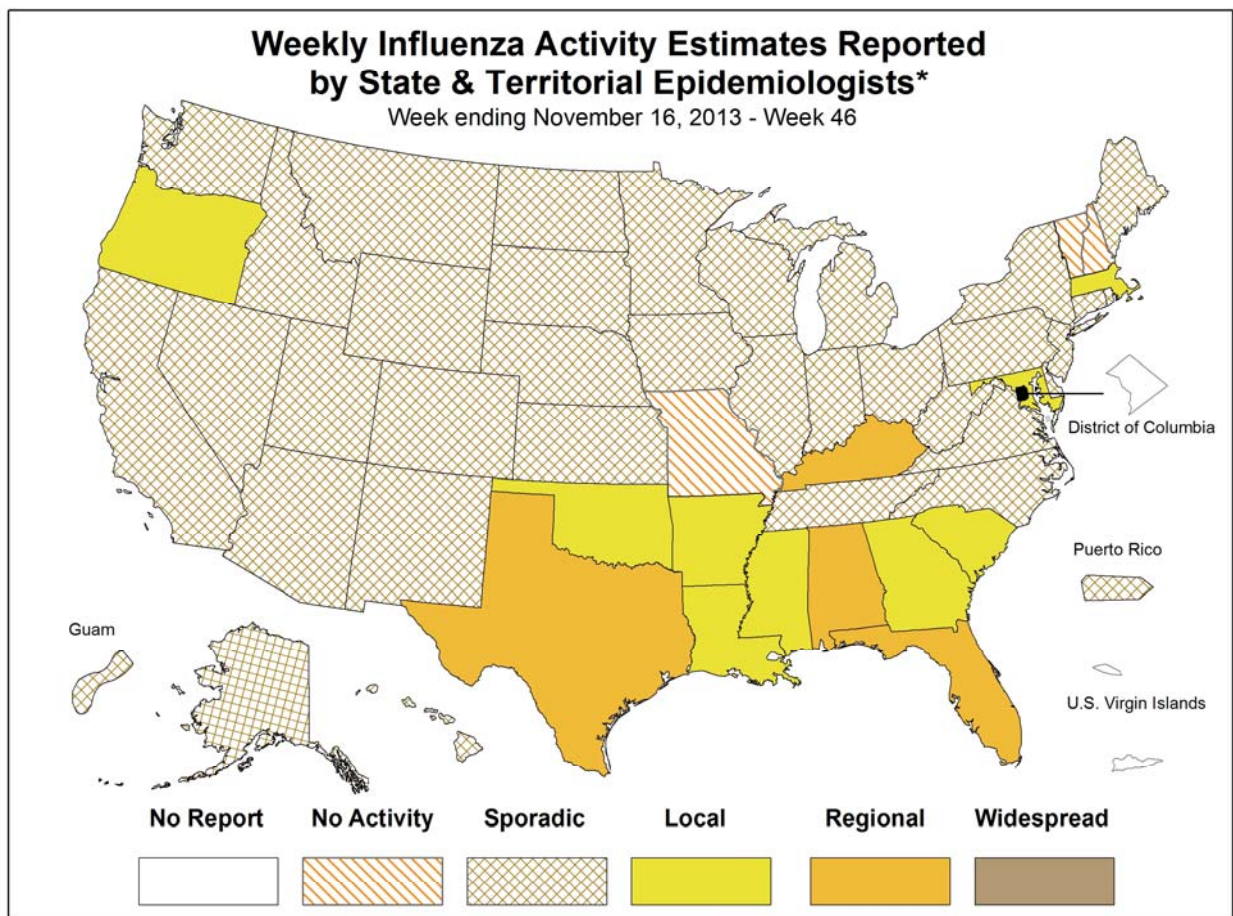 Weekly Influenza Activity Estimates Reported
by State & Territorial Epidemiologists*
Week ending November 16, 2013 - Week 46
District of Columbia
Puerto Rico
Guam
U.S. Virgin Islands
No Report No Activity Sporadic Local Regional Widespread